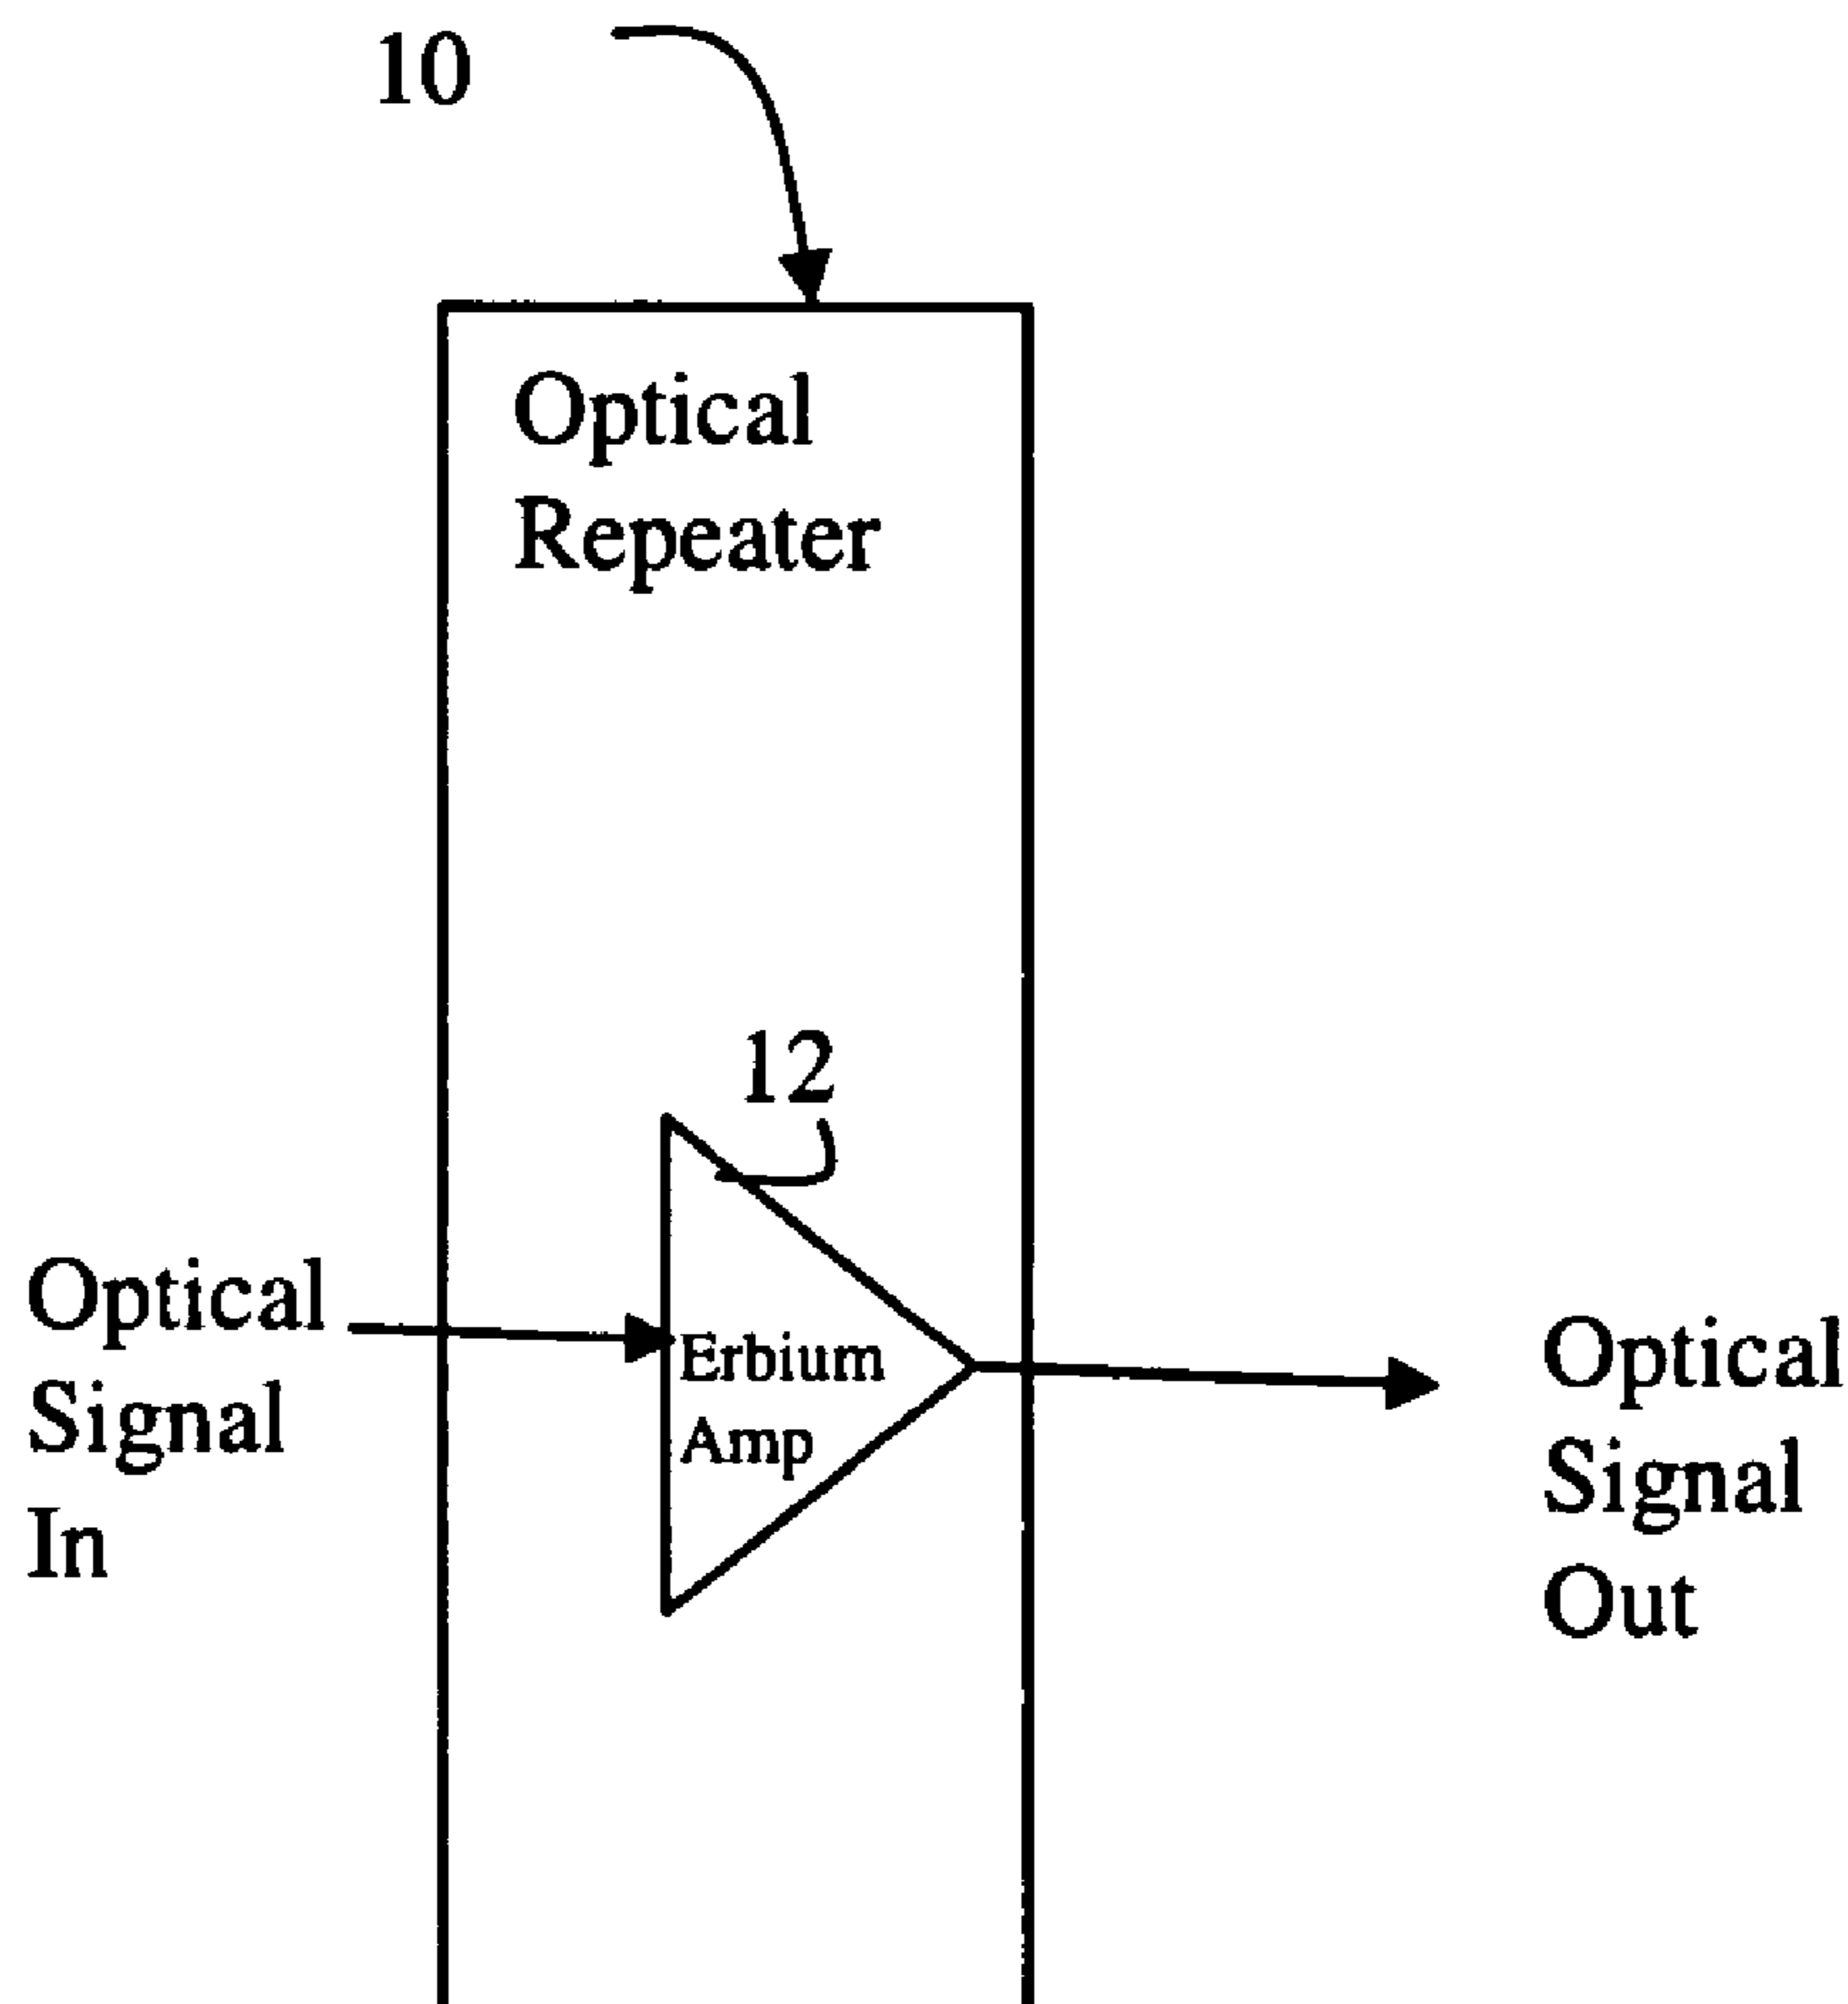 10
Optical
Repeater
12
Optical
Signal
In
Erbium
Amp
Optical
Signal
Out